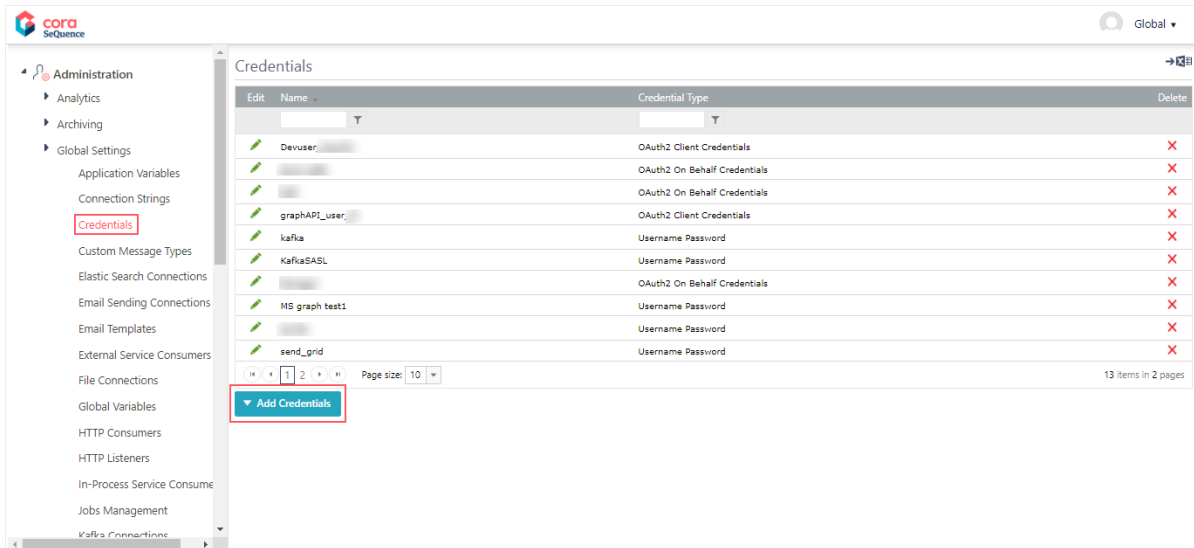 cora
SeQuence
Global
Administration
Analytics
Archiving
Global Settings
Application Variables
Connection Strings
Credentials
Custom Message Types
Elastic Search Connections
Email Sending Connections
Email Templates
External Service Consumers
File Connections
Global Variables
HTTP Consumers
HTTP Listeners
In-Process Service Consume
Jobs Management
Kafka Connections
Credentials
Edit Name Credential Type Delete
Devuser OAuth2 Client Credentials
OAuth2 On Behalf Credentials
OAuth2 On Behalf Credentials
graphAPI_user_ OAuth2 Client Credentials
kafka Username Password
KafkaSASL Username Password
OAuth2 On Behalf Credentials
MS graph test1 Username Password
Username Password
send_grid Username Password
1 2 Page size: 10 13 items in 2 pages
Add Credentials